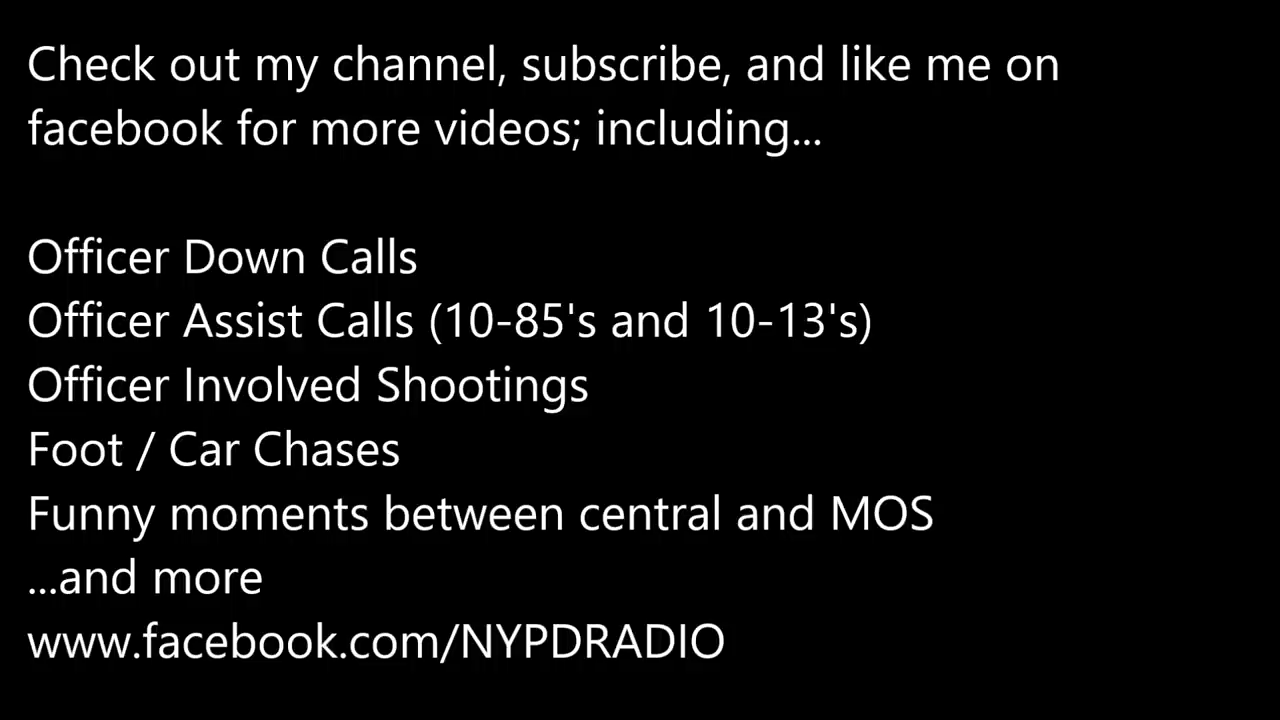 Check out my channel, subscribe, and like me on
facebook for more videos; including...
Officer Down Calls
Officer Assist Calls (10-85's and 10-13's)
Officer Involved Shootings
Foot / Car Chases
Funny moments between central and MOS
...and more
www.facebook.com/NYPDRADIO